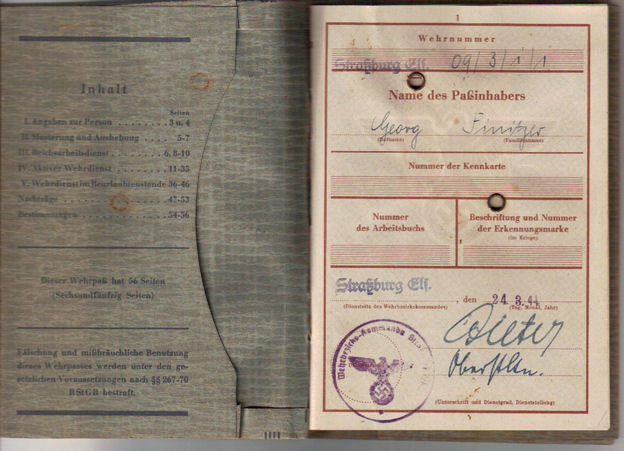 Inhalt
Seiten
I. Angaben zur Person ........ 3 u. 4
II. Musterung und Aushebung ..... 5-7
III. Reichsarbeitsdienst ....... 6, 8-10
IV. Aktiver Wehrdienst ....... 11-35
V. Wehrdienst im Beurlaubtenstande 36-46
Nachträge ............ 47-53
Bestimmungen ........... 54-56
Dieser Wehrpaß hat 56 Seiten
(Sechsundfünfzig Seiten)
Fälschung und mißbräuchliche Benutzung
dieses Wehrpasses werden unter den ge-
setzlichen Voraussetzungen nach §§ 267-70
RStGB bestraft.
1
Wehrnummer
Straßburg Els. 09/3/1/1
Name des Paßinhabers
Georg
(Rufname) (Familienname)
Nummer der Kennkarte
Nummer
des Arbeitsbuchs
Beschriftung und Nummer
der Erkennungsmarke
(im Kriege)
Straßburg Els., den 24.3.44
(Dienstsitz des Wehrbezirkskommandos) (Tag, Monat, Jahr)
Wehrbezirks-Kommando
Oberstltn.
(Unterschrift und Dienstgrad, Dienststellung)